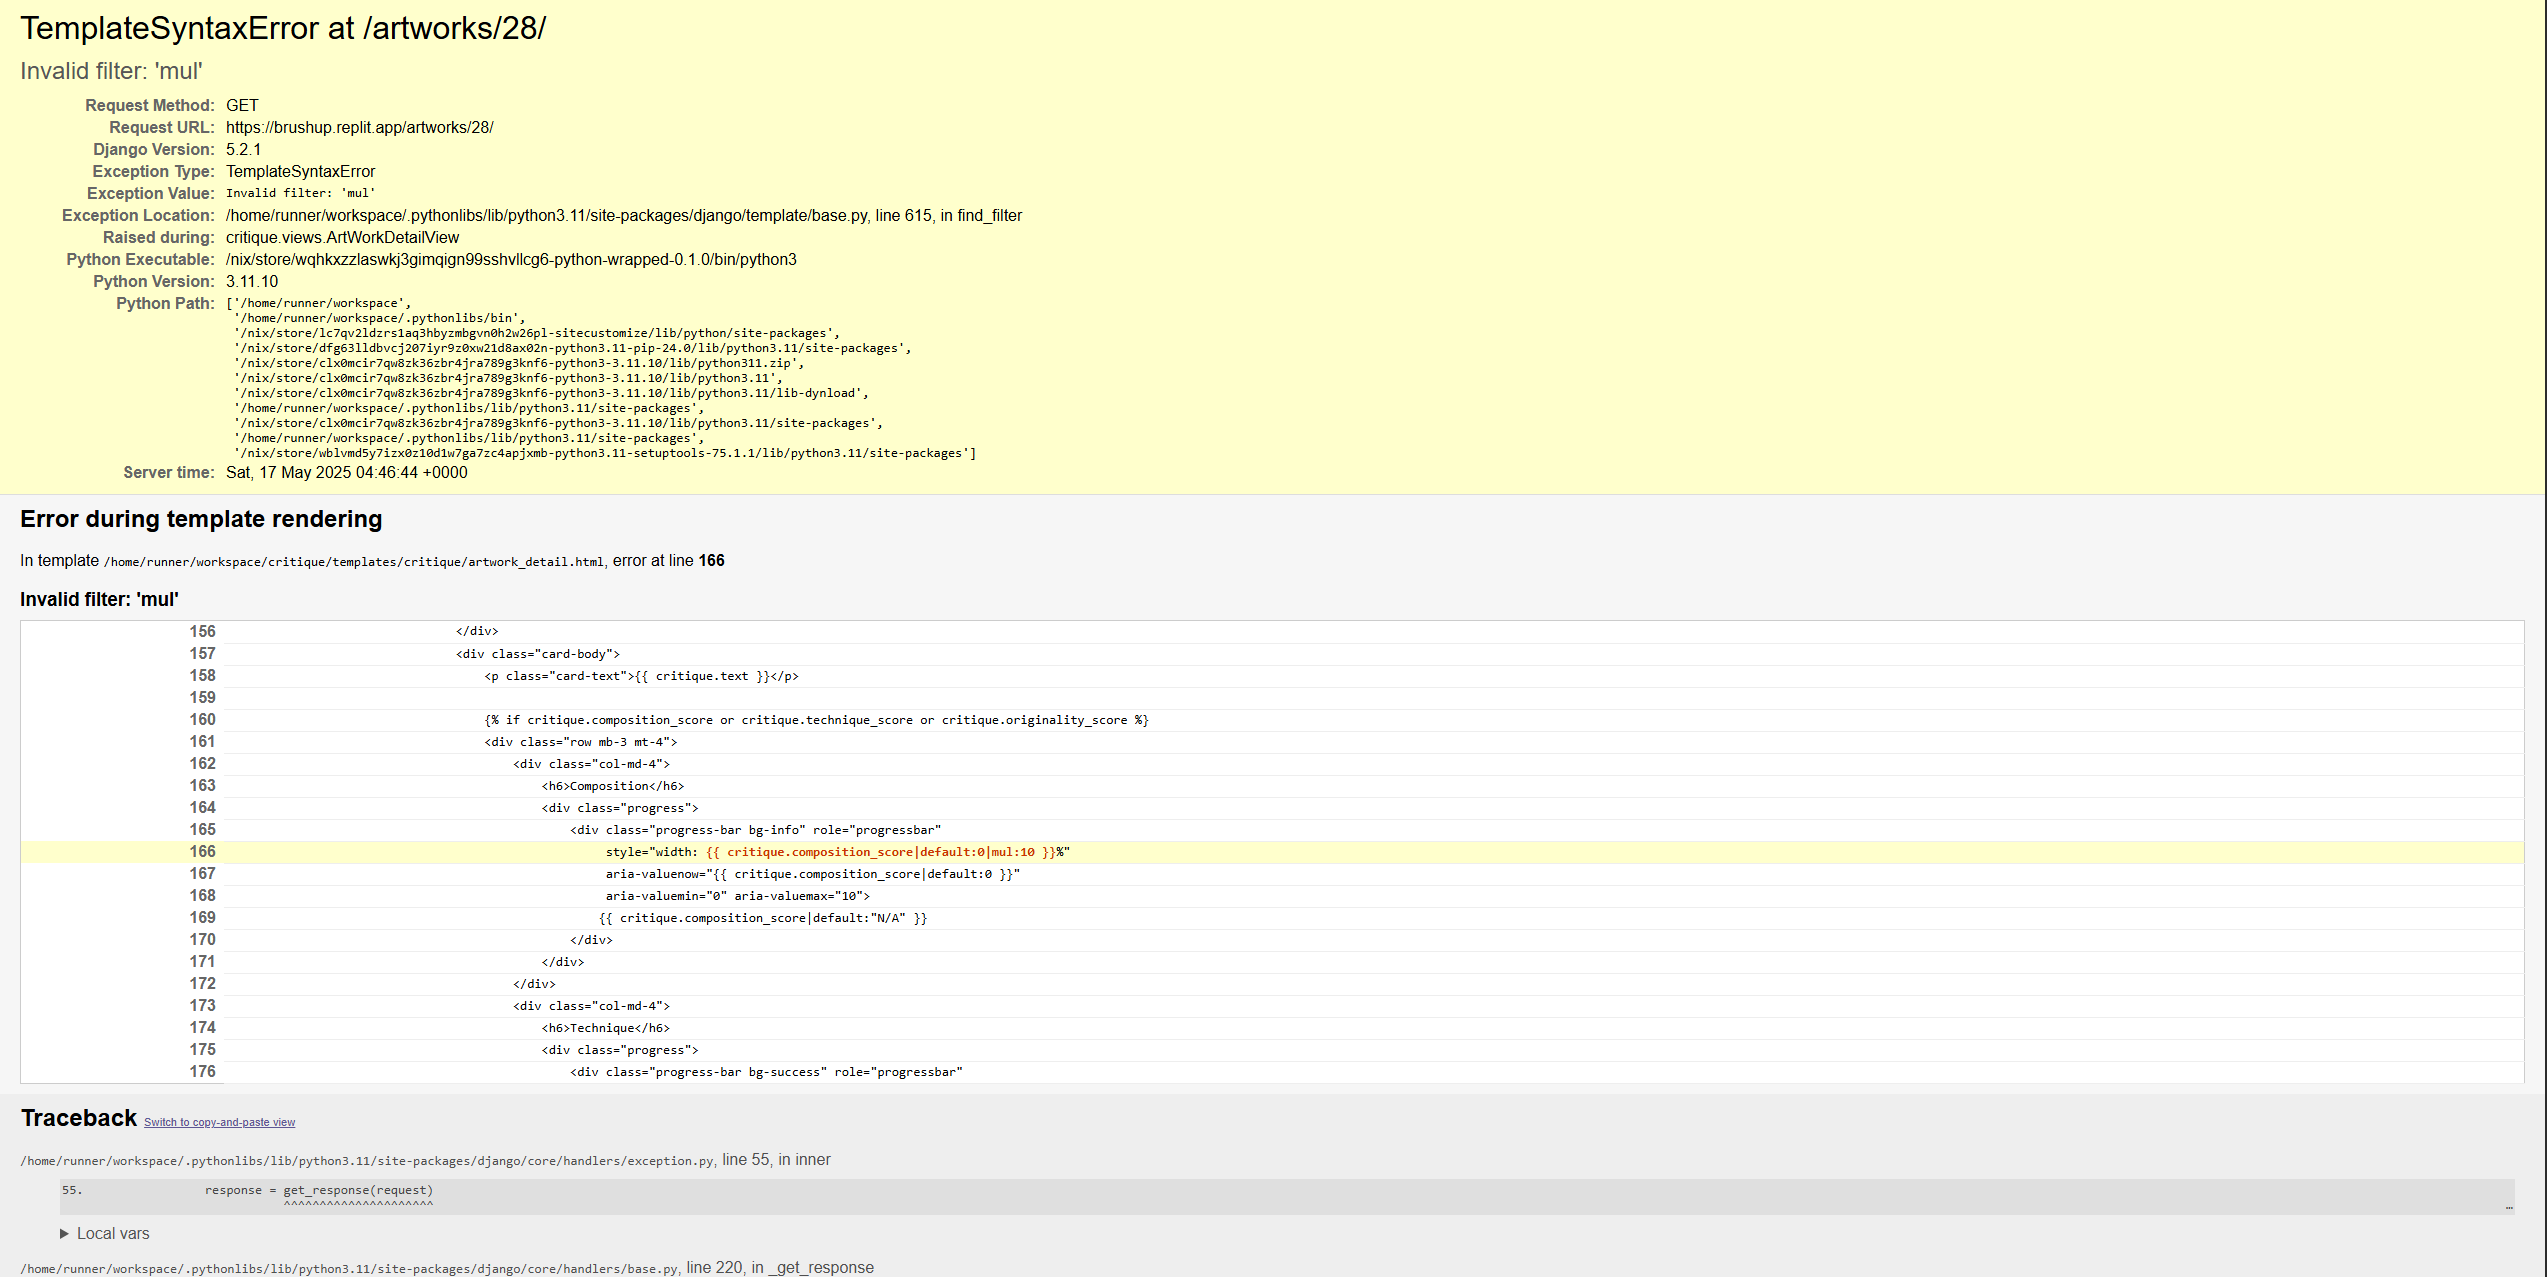 TemplateSyntaxError at /artworks/28/
Invalid filter: 'mul'
Request Method: GET
Request URL: https://brushup.replit.app/artworks/28/
Django Version: 5.2.1
Exception Type: TemplateSyntaxError
Exception Value: Invalid filter: 'mul'
Exception Location: /home/runner/workspace/.pythonlibs/lib/python3.11/site-packages/django/template/base.py, line 615, in find_filter
Raised during: critique.views.ArtWorkDetailView
Python Executable: /nix/store/wqhkxzzlaswkj3gimqign99sshvllcg6-python-wrapped-0.1.0/bin/python3
Python Version: 3.11.10
Python Path: ['/home/runner/workspace',
'/home/runner/workspace/.pythonlibs/bin',
'/nix/store/lc7qv2ldzrs1aq3hbyzmbgvn0h2w26pl-sitecustomize/lib/python/site-packages',
'/nix/store/dfg63lldbvcj207iyr9z0xw21d8ax02n-python3.11-pip-24.0/lib/python3.11/site-packages',
'/nix/store/clx0mcir7qw8zk36zbr4jra789g3knf6-python3-3.11.10/lib/python311.zip',
'/nix/store/clx0mcir7qw8zk36zbr4jra789g3knf6-python3-3.11.10/lib/python3.11',
'/nix/store/clx0mcir7qw8zk36zbr4jra789g3knf6-python3-3.11.10/lib/python3.11/lib-dynload',
'/home/runner/workspace/.pythonlibs/lib/python3.11/site-packages',
'/nix/store/clx0mcir7qw8zk36zbr4jra789g3knf6-python3-3.11.10/lib/python3.11/site-packages',
'/home/runner/workspace/.pythonlibs/lib/python3.11/site-packages',
'/nix/store/wblvmd5y7izx0z10d1w7ga7zc4apjxmb-python3.11-setuptools-75.1.1/lib/python3.11/site-packages']
Server time: Sat, 17 May 2025 04:46:44 +0000
Error during template rendering
In template /home/runner/workspace/critique/templates/critique/artwork_detail.html, error at line 166
Invalid filter: 'mul'
156 </div>
157 <div class="card-body">
158 <p class="card-text">{{ critique.text }}</p>
159
160 {% if critique.composition_score or critique.technique_score or critique.originality_score %}
161 <div class="row mb-3 mt-4">
162 <div class="col-md-4">
163 <h6>Composition</h6>
164 <div class="progress">
165 <div class="progress-bar bg-info" role="progressbar"
166 style="width: {{ critique.composition_score|default:0|mul:10 }}%"
167 aria-valuenow="{{ critique.composition_score|default:0 }}"
168 aria-valuemin="0" aria-valuemax="10">
169 {{ critique.composition_score|default:"N/A" }}
170 </div>
171 </div>
172 </div>
173 <div class="col-md-4">
174 <h6>Technique</h6>
175 <div class="progress">
176 <div class="progress-bar bg-success" role="progressbar"
Traceback Switch to copy-and-paste view
/home/runner/workspace/.pythonlibs/lib/python3.11/site-packages/django/core/handlers/exception.py, line 55, in inner
55. response = get_response(request)
^^^^^^^^^^^^^^^^^^^^^ …
▶ Local vars
/home/runner/workspace/.pythonlibs/lib/python3.11/site-packages/django/core/handlers/base.py, line 220, in _get_response